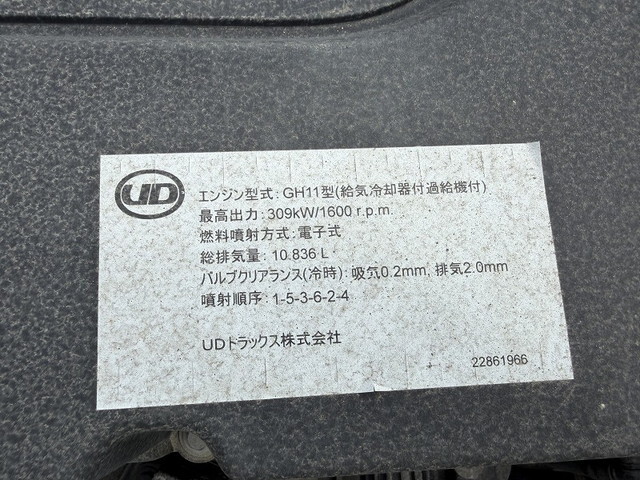 UD
エンジン型式: GH11型(給気冷却器付過給機付)
最高出力: 309kW/1600 r.p.m.
燃料噴射方式: 電子式
総排気量: 10.836 L
バルブクリアランス(冷時): 吸気0.2mm, 排気2.0mm
噴射順序: 1-5-3-6-2-4
UDトラックス株式会社
22861966